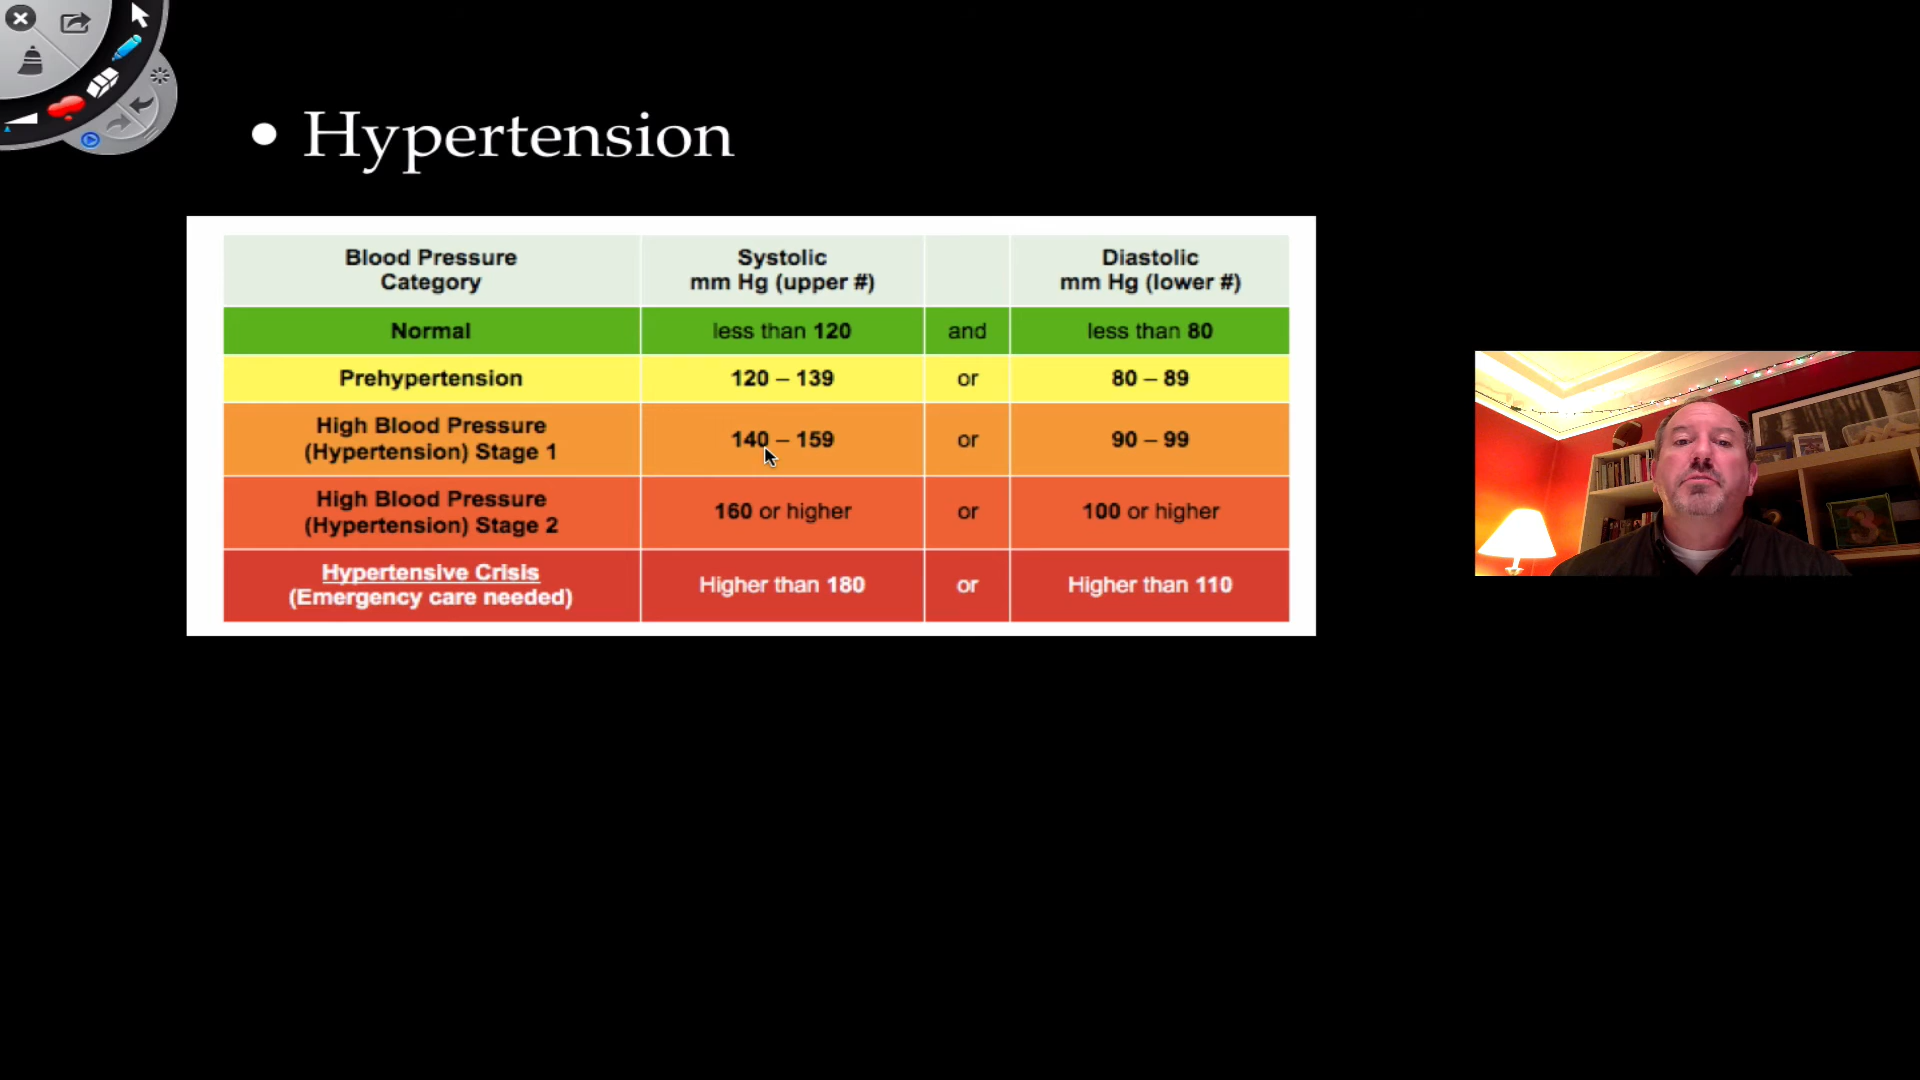 • Hypertension
Blood Pressure Category
Systolic mm Hg (upper #)
Diastolic mm Hg (lower #)
Normal
less than 120
and
less than 80
Prehypertension
120 – 139
or
80 – 89
High Blood Pressure
(Hypertension) Stage 1
140 – 159
or
90 – 99
High Blood Pressure
(Hypertension) Stage 2
160 or higher
or
100 or higher
Hypertensive Crisis
(Emergency care needed)
Higher than 180
or
Higher than 110